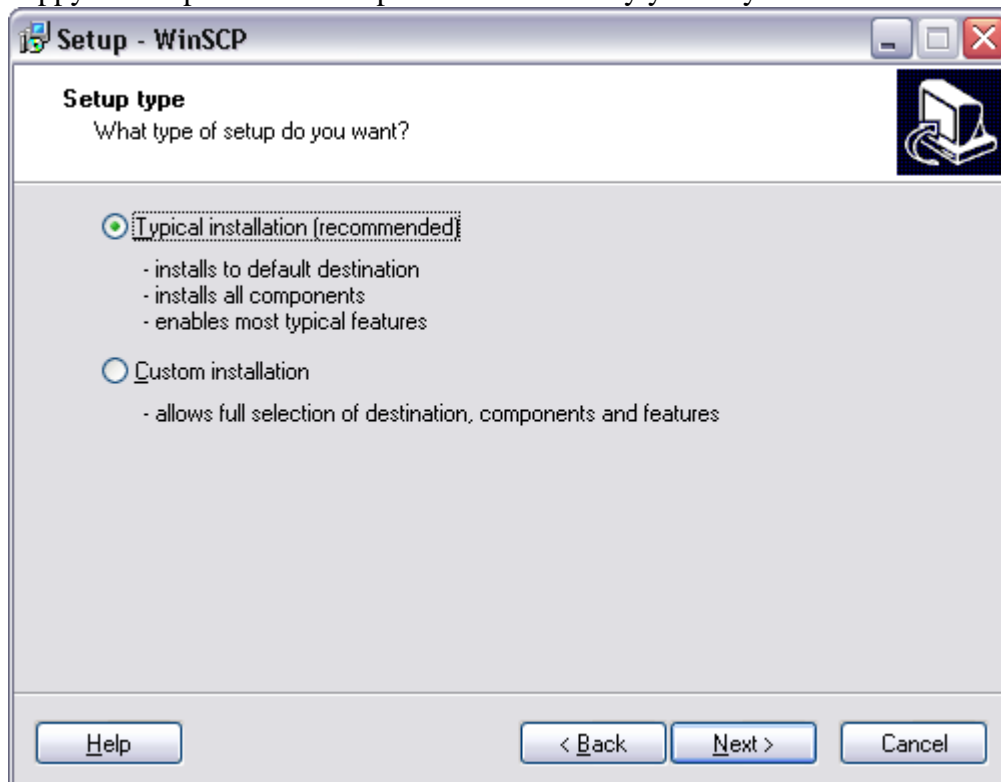 Setup - WinSCP
Setup type
What type of setup do you want?
Typical installation (recommended)
- installs to default destination
- installs all components
- enables most typical features
Custom installation
- allows full selection of destination, components and features
Help
< Back
Next >
Cancel